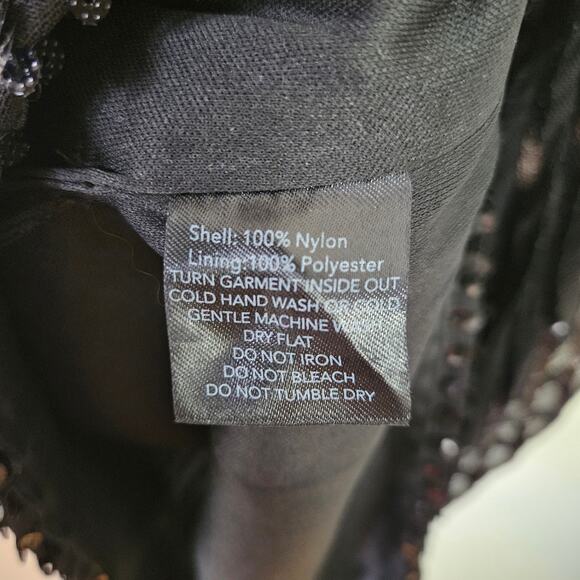 Shell: 100% Nylon
Lining:100% Polyester
TURN GARMENT INSIDE OUT
COLD HAND WASH OR COLD
GENTLE MACHINE WASH
DRY FLAT
DO NOT IRON
DO NOT BLEACH
DO NOT TUMBLE DRY